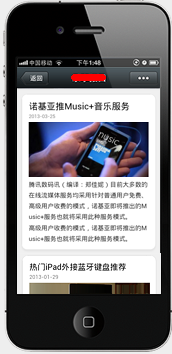 中国移动 下午1:48
返回
诺基亚推Music+音乐服务
2013-03-29
nusic
腾讯数码讯（编译：郑佳妮）目前大多数的
在线流媒体服务均采用针对普通用户免费、
高级用户收费的模式，诺基亚即将推出的M
usic+服务也就将采用此种服务模式。
高级用户收费的模式，诺基亚即将推出的M
usic+服务也就将采用此种服务模式。
热门iPad外接蓝牙键盘推荐
2013-01-29